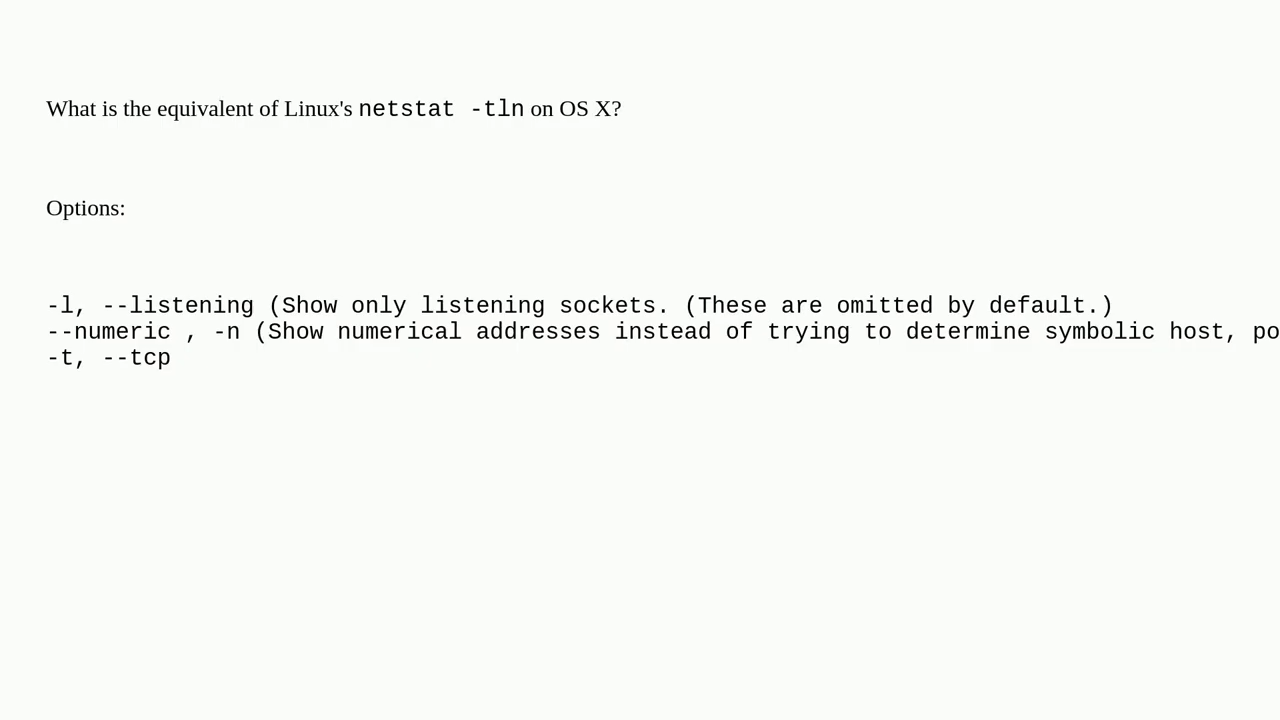 What is the equivalent of Linux's netstat -tln on OS X?
Options:
-l, --listening (Show only listening sockets. (These are omitted by default.)
--numeric , -n (Show numerical addresses instead of trying to determine symbolic host, po
-t, --tcp